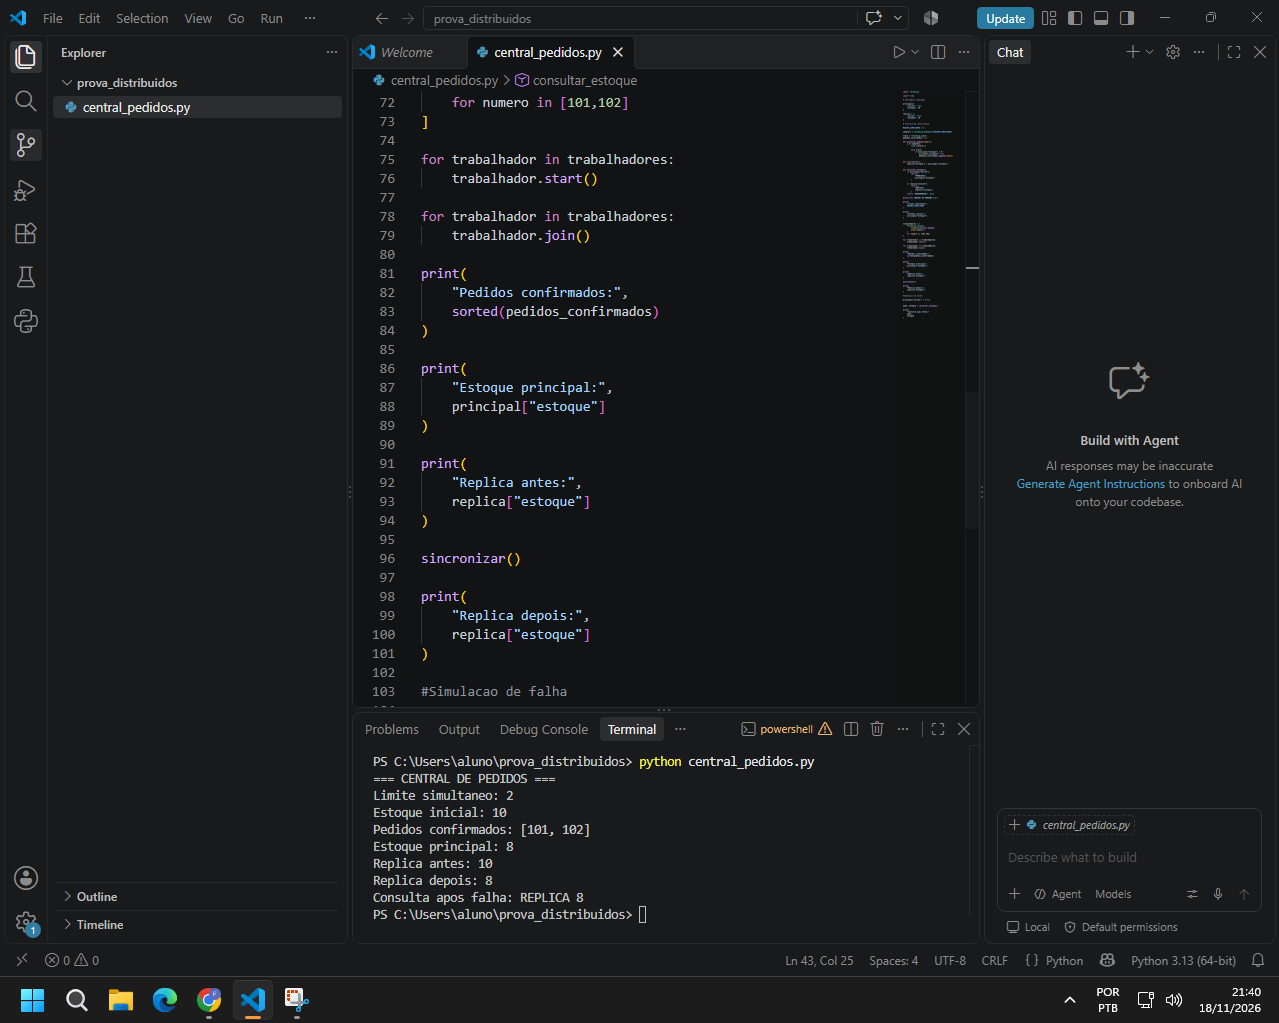 File Edit Selection View Go Run ···
prova_distribuidos
Update
Explorer
prova_distribuidos
central_pedidos.py
Outline
Timeline
Welcome
central_pedidos.py
central_pedidos.py > consultar_estoque
72 for numero in [101,102]
73 ]
74
75 for trabalhador in trabalhadores:
76 trabalhador.start()
77
78 for trabalhador in trabalhadores:
79 trabalhador.join()
80
81 print(
82 "Pedidos confirmados:",
83 sorted(pedidos_confirmados)
84 )
85
86 print(
87 "Estoque principal:",
88 principal["estoque"]
89 )
90
91 print(
92 "Replica antes:",
93 replica["estoque"]
94 )
95
96 sincronizar()
97
98 print(
99 "Replica depois:",
100 replica["estoque"]
101 )
102
103 #Simulacao de falha
Problems Output Debug Console Terminal ···
powershell
PS C:\Users\aluno\prova_distribuidos> python central_pedidos.py
=== CENTRAL DE PEDIDOS ===
Limite simultaneo: 2
Estoque inicial: 10
Pedidos confirmados: [101, 102]
Estoque principal: 8
Replica antes: 10
Replica depois: 8
Consulta apos falha: REPLICA 8
PS C:\Users\aluno\prova_distribuidos>
Chat
Build with Agent
AI responses may be inaccurate
Generate Agent Instructions to onboard AI
onto your codebase.
central_pedidos.py
Describe what to build
Agent Models
Local Default permissions
1
0 0
Ln 43, Col 25 Spaces: 4 UTF-8 CRLF { } Python Python 3.13 (64-bit)
POR
PTB
21:40
18/11/2026